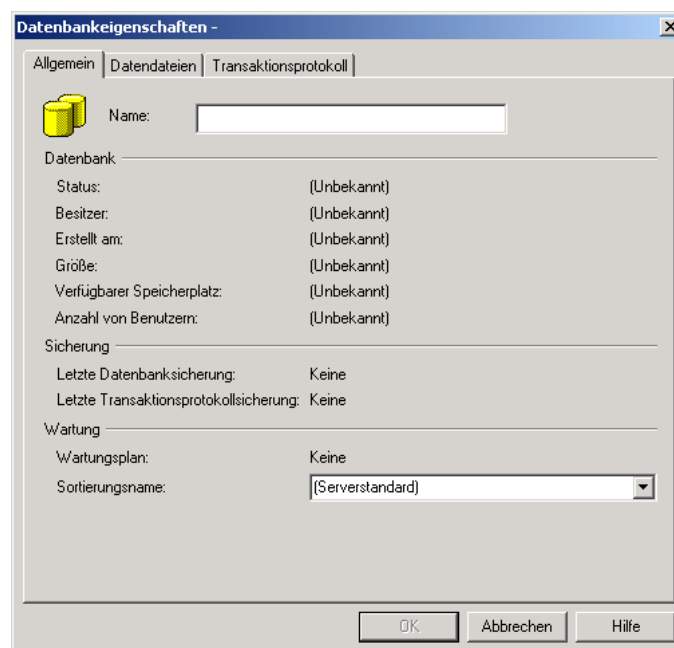 Datenbankeigenschaften -
Allgemein Datendateien Transaktionsprotokoll
Name:
Datenbank
Status: (Unbekannt)
Besitzer: (Unbekannt)
Erstellt am: (Unbekannt)
Größe: (Unbekannt)
Verfügbarer Speicherplatz: (Unbekannt)
Anzahl von Benutzern: (Unbekannt)
Sicherung
Letzte Datenbanksicherung: Keine
Letzte Transaktionsprotokollsicherung: Keine
Wartung
Wartungsplan: Keine
Sortierungsname: (Serverstandard)
OK Abbrechen Hilfe